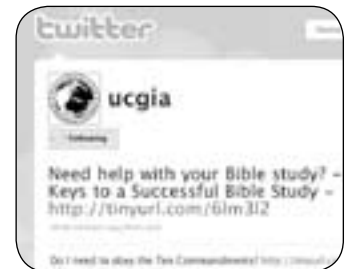 twitter
ucgia
Following
Need help with your Bible study? –
Keys to a Successful Bible Study –
http://tinyurl.com/6lm3l2
Do I need to obey the Ten Commandments?